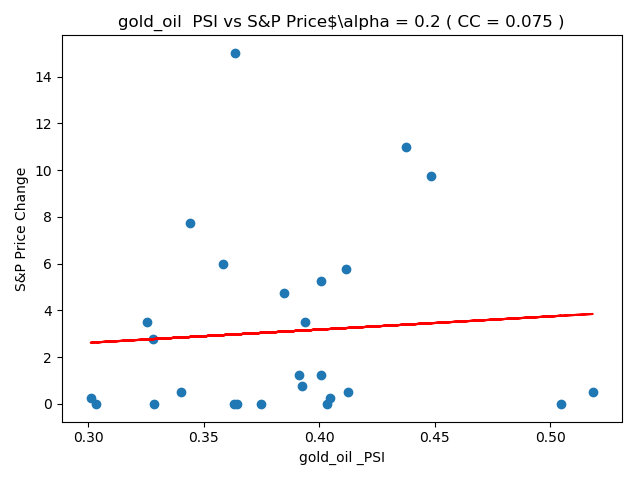 gold_oil  PSI vs S&P Price$\alpha = 0.2 ( CC = 0.075 )
S&P Price Change
14
12
10
8
6
4
2
0
0.30 0.35 0.40 0.45 0.50
gold_oil _PSI